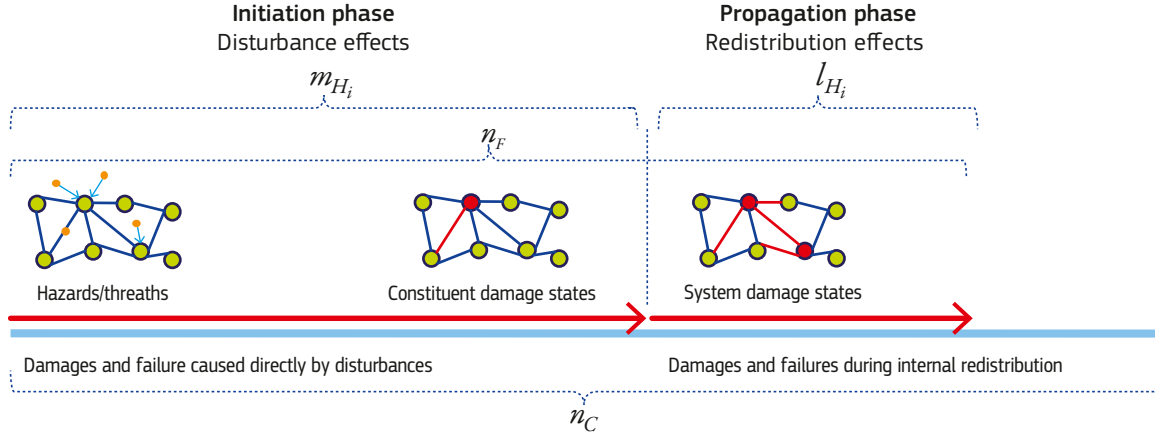 Initiation phase
Disturbance effects
Propagation phase
Redistribution effects
m_{H_i}
l_{H_i}
n_F
Hazards/threaths
Constituent damage states
System damage states
Damages and failure caused directly by disturbances
Damages and failures during internal redistribution
n_C